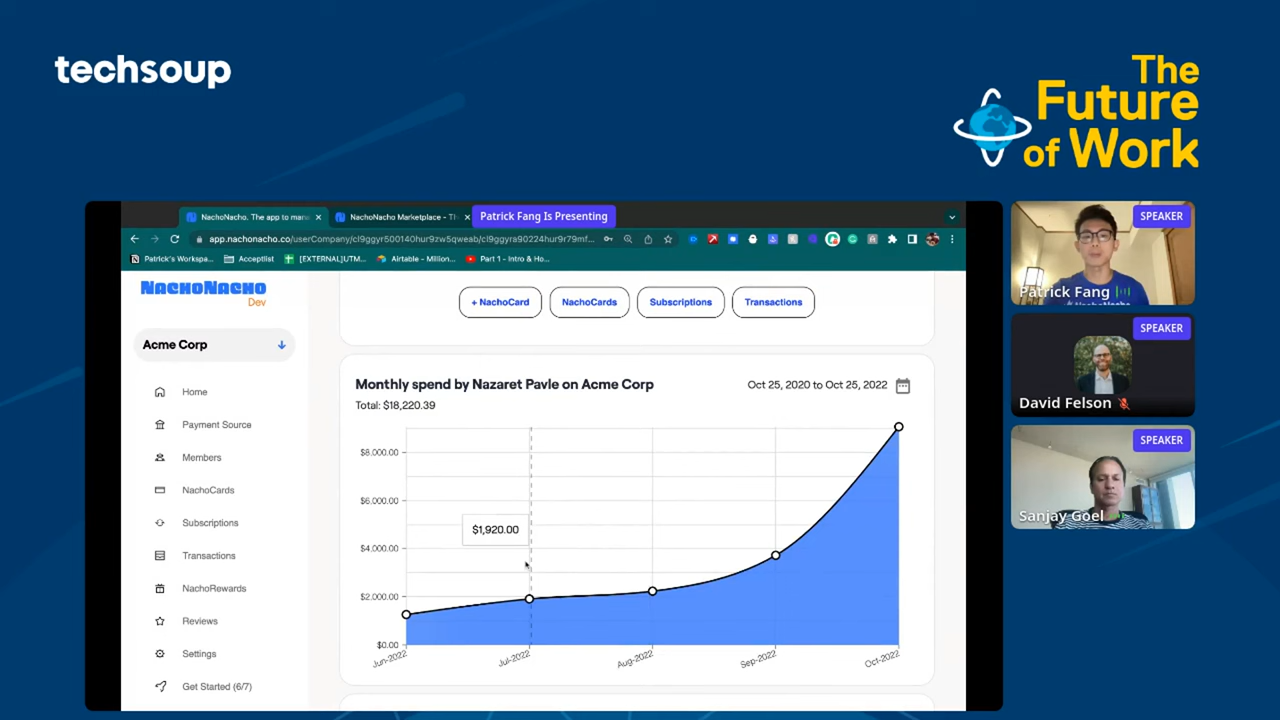 techsoup
The
Future
of Work
NachoNacho. The app to mana
NachoNacho Marketplace - Th
Patrick Fang Is Presenting
app.nachonacho.co/userCompany/cl9ggyr500140hur9zw5qweab/cl9ggyra90224hur9r79mf...
Patrick's Workspa...
Acceptlist
[EXTERNAL]UTM...
Airtable - Million...
Part 1 - Intro & Ho...
NachoNacho
Dev
Acme Corp
Home
Payment Source
Members
NachoCards
Subscriptions
Transactions
NachoRewards
Reviews
Settings
Get Started (6/7)
+ NachoCard
NachoCards
Subscriptions
Transactions
Monthly spend by Nazaret Pavle on Acme Corp
Oct 25, 2020 to Oct 25, 2022
Total: $18,220.39
$8,000.00
$6,000.00
$4,000.00
$2,000.00
$0.00
$1,920.00
Jun-2022
Jul-2022
Aug-2022
Sep-2022
Oct-2022
SPEAKER
Patrick Fang
SPEAKER
David Felson
SPEAKER
Sanjay Goel